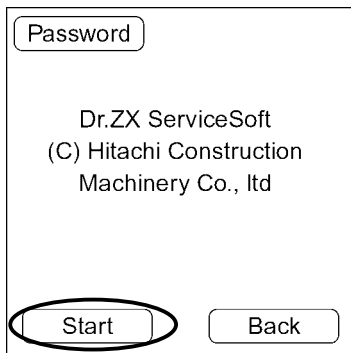 Password
Dr.ZX ServiceSoft
(C) Hitachi Construction
Machinery Co., ltd
Start
Back